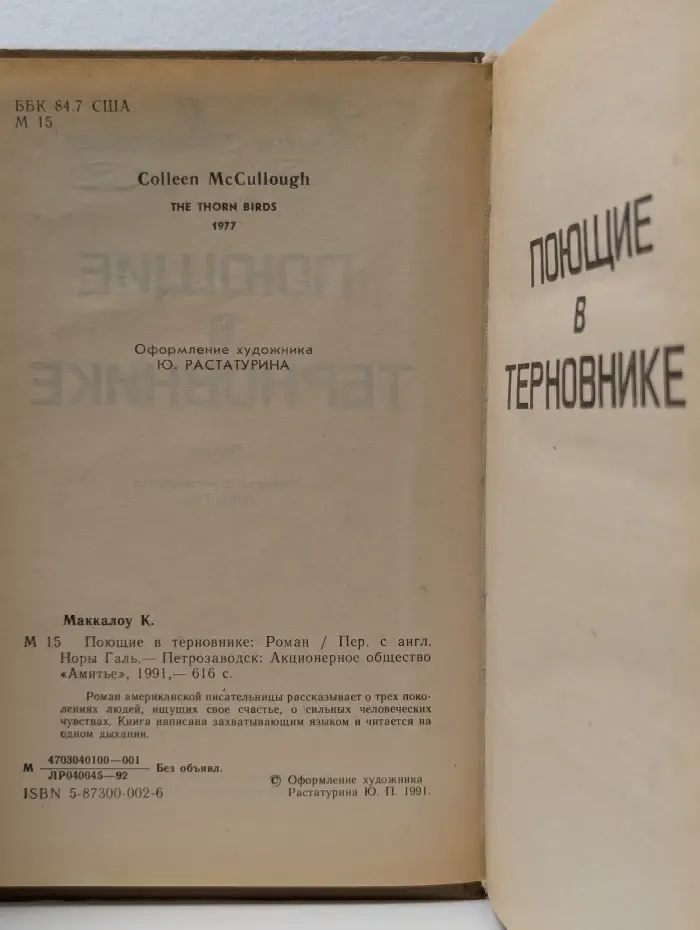 ББК 84.7 США
М 15
Colleen McCullough
THE THORN BIRDS
1977
Оформление художника
Ю. РАСТАТУРИНА
Маккалоу К.
М 15 Поющие в терновнике: Роман / Пер. с англ.
Норы Галь.— Петрозаводск: Акционерное общество
«Амитье», 1991,— 616 с.
Роман американской писательницы рассказывает о трех поко-
лениях людей, ищущих свое счастье, о сильных человеческих
чувствах. Книга написана захватывающим языком и читается на
одном дыхании.
М 4703040100—001
ЛР040045—92 Без объявл.
ISBN 5-87300-002-6
© Оформление художника
Растатурина Ю. П. 1991.
ПОЮЩИЕ
В
ТЕРНОВНИКЕ